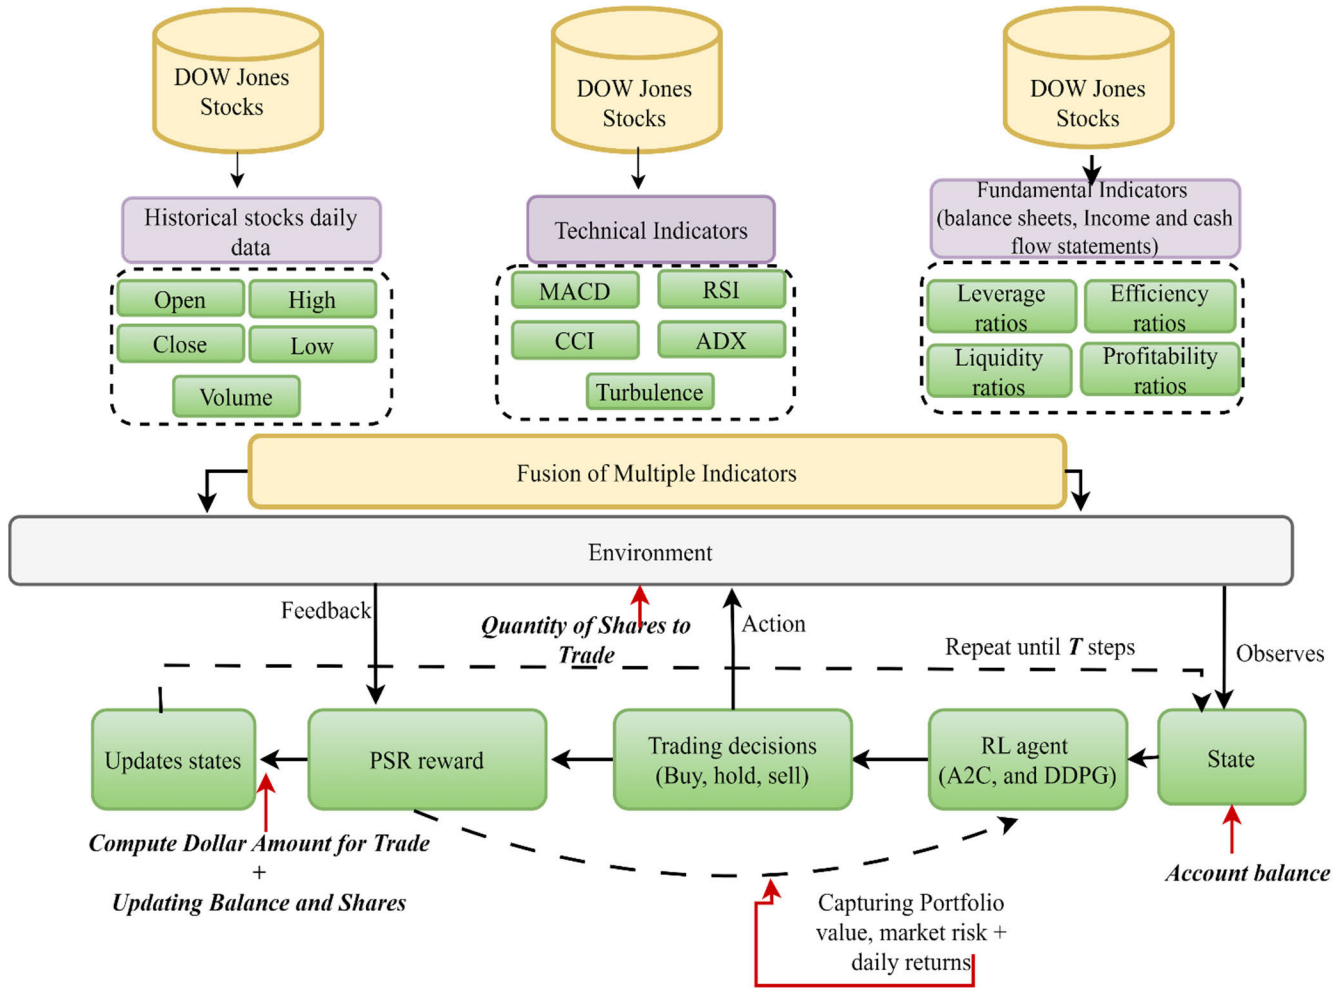 DOW Jones
Stocks
DOW Jones
Stocks
DOW Jones
Stocks
Historical stocks daily
data
Technical Indicators
Fundamental Indicators
(balance sheets, Income and cash
flow statements)
Open
High
Close
Low
Volume
MACD
RSI
CCI
ADX
Turbulence
Leverage
ratios
Efficiency
ratios
Liquidity
ratios
Profitability
ratios
Fusion of Multiple Indicators
Environment
Feedback
Quantity of Shares to
Trade
Action
Repeat until T steps
Observes
Updates states
PSR reward
Trading decisions
(Buy, hold, sell)
RL agent
(A2C, and DDPG)
State
Compute Dollar Amount for Trade
+
Updating Balance and Shares
Capturing Portfolio
value, market risk +
daily returns
Account balance